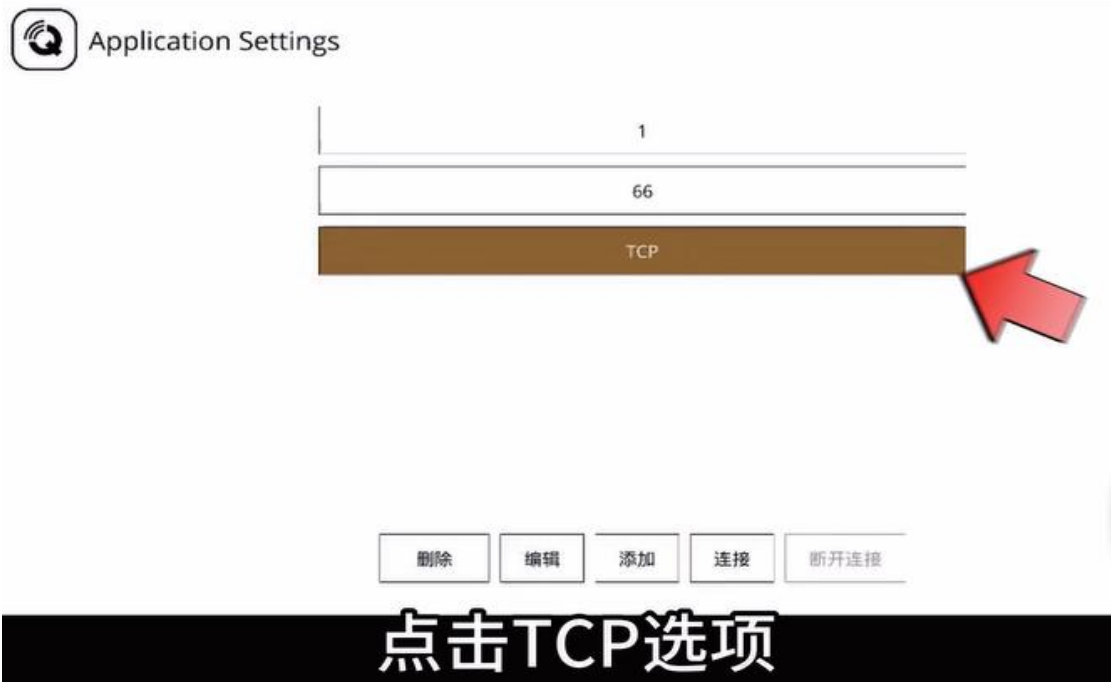 Application Settings
1
66
TCP
删除 编辑 添加 连接 断开连接
点击TCP选项